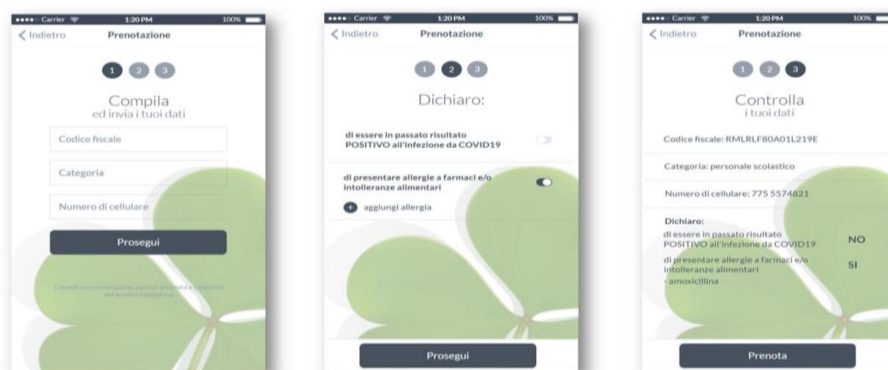 Carrier 1:20 PM 100%
Indietro Prenotazione
1 2 3
Compila
ed invia i tuoi dati
Codice fiscale
Categoria
Numero di cellulare
Prosegui
Carrier 1:20 PM 100%
Indietro Prenotazione
1 2 3
Dichiaro:
di essere in passato risultato
POSITIVO all'infezione da COVID19
di presentare allergie a farmaci e/o
intolleranze alimentari
+ aggiungi allergia
Prosegui
Carrier 1:20 PM 100%
Indietro Prenotazione
1 2 3
Controlla
i tuoi dati
Codice fiscale: RMLRLF80A01L219E
Categoria: personale scolastico
Numero di cellulare: 775 5574821
Dichiaro:
di essere in passato risultato
POSITIVO all'infezione da COVID19 NO
di presentare allergie a farmaci e/o
intolleranze alimentari SI
- amoxicillina
Prenota